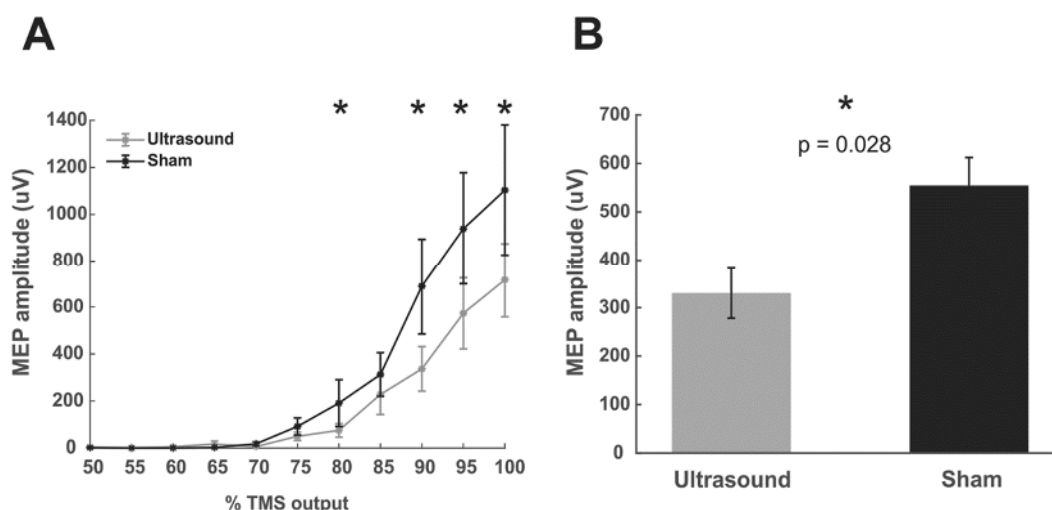 A
* * * *
1400
1200
1000
800
600
400
200
0
MEP amplitude (uV)
Ultrasound
Sham
50 55 60 65 70 75 80 85 90 95 100
% TMS output
B
*
p = 0.028
700
600
500
400
300
200
100
0
MEP amplitude (uV)
Ultrasound Sham